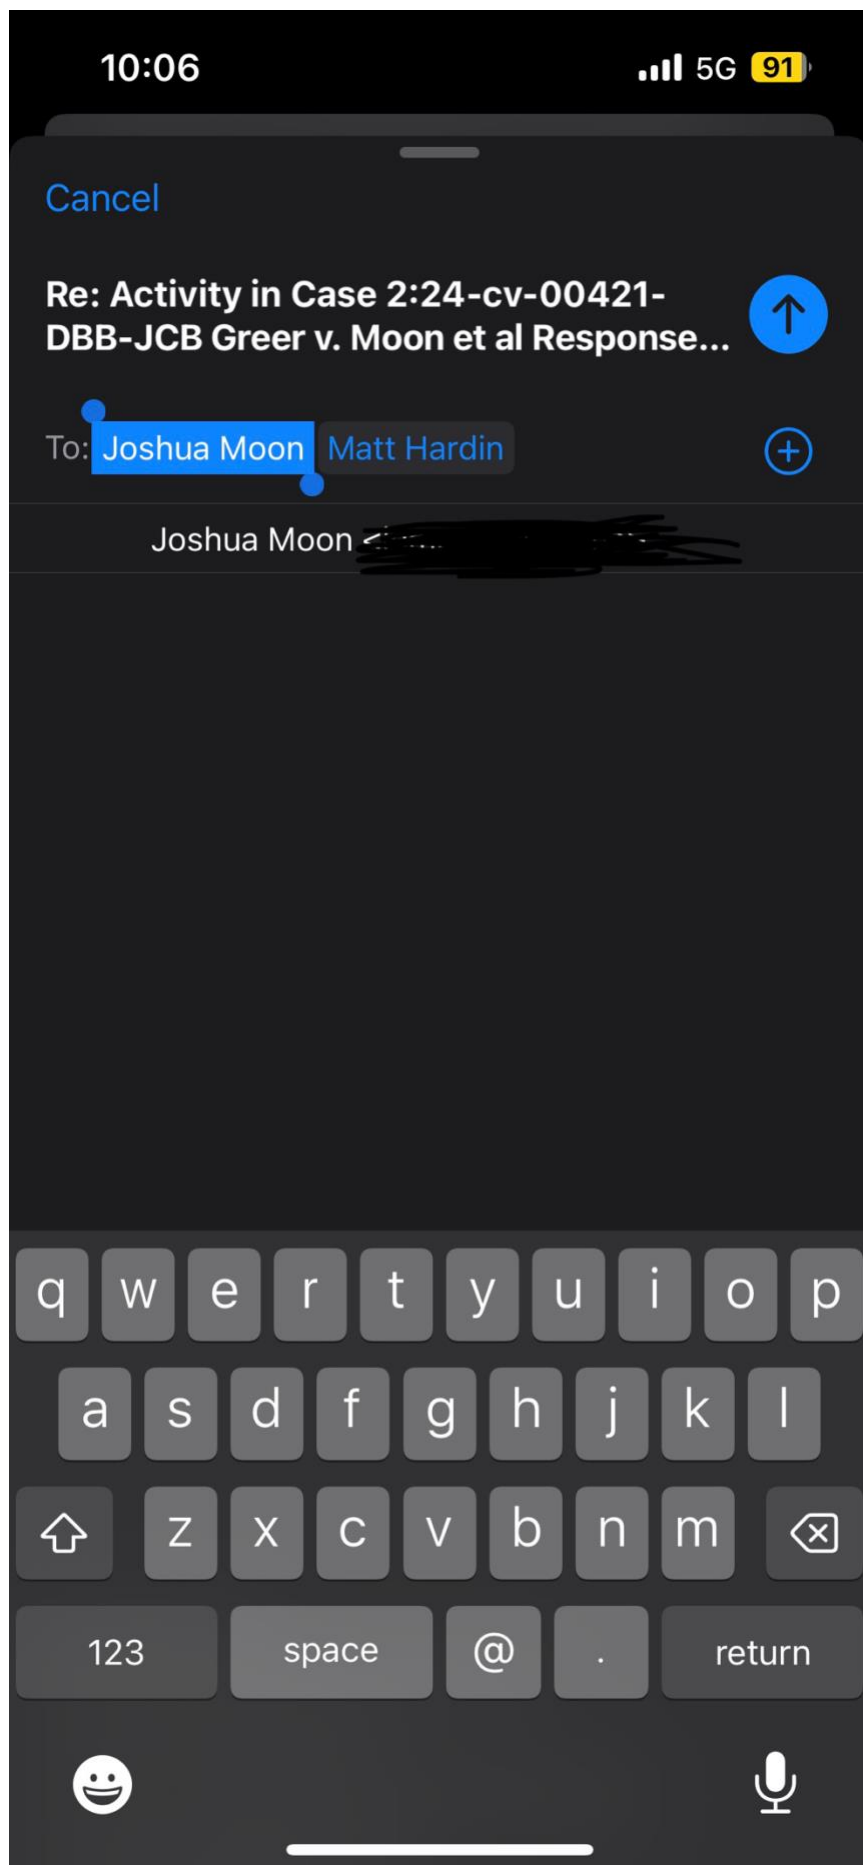 10:06 5G 91
Cancel
Re: Activity in Case 2:24-cv-00421-
DBB-JCB Greer v. Moon et al Response...
To: Joshua Moon Matt Hardin
Joshua Moon <
q w e r t y u i o p
a s d f g h j k l
z x c v b n m
123 space @ . return